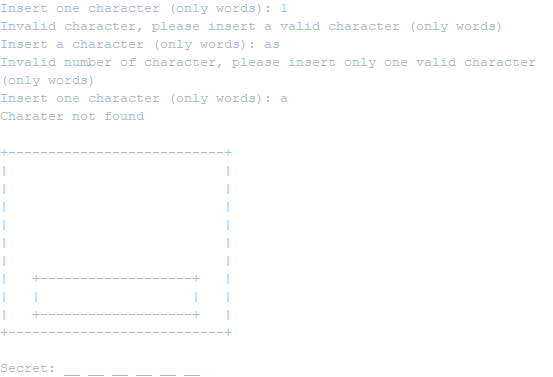 Insert one character (only words): 1
Invalid character, please insert a valid character (only words)
Insert a character (only words): as
Invalid number of character, please insert only one valid character
(only words)
Insert one character (only words): a
Charater not found
+---------------------------+
|                           |
|                           |
|                           |
|                           |
|                           |
|                           |
|   +-------------------+   |
|   |                   |   |
|   +-------------------+   |
+---------------------------+
Secret: __ __ __ __ __ __